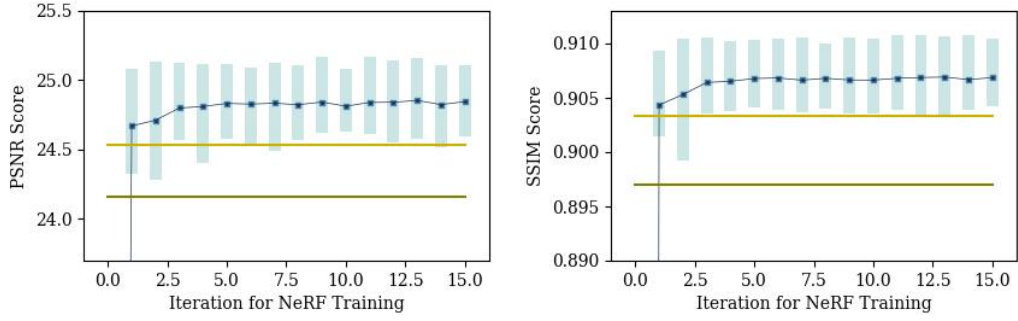 25.5
25.0
24.5
24.0
PSNR Score
0.0 2.5 5.0 7.5 10.0 12.5 15.0
Iteration for NeRF Training
0.910
0.905
0.900
0.895
0.890
SSIM Score
0.0 2.5 5.0 7.5 10.0 12.5 15.0
Iteration for NeRF Training